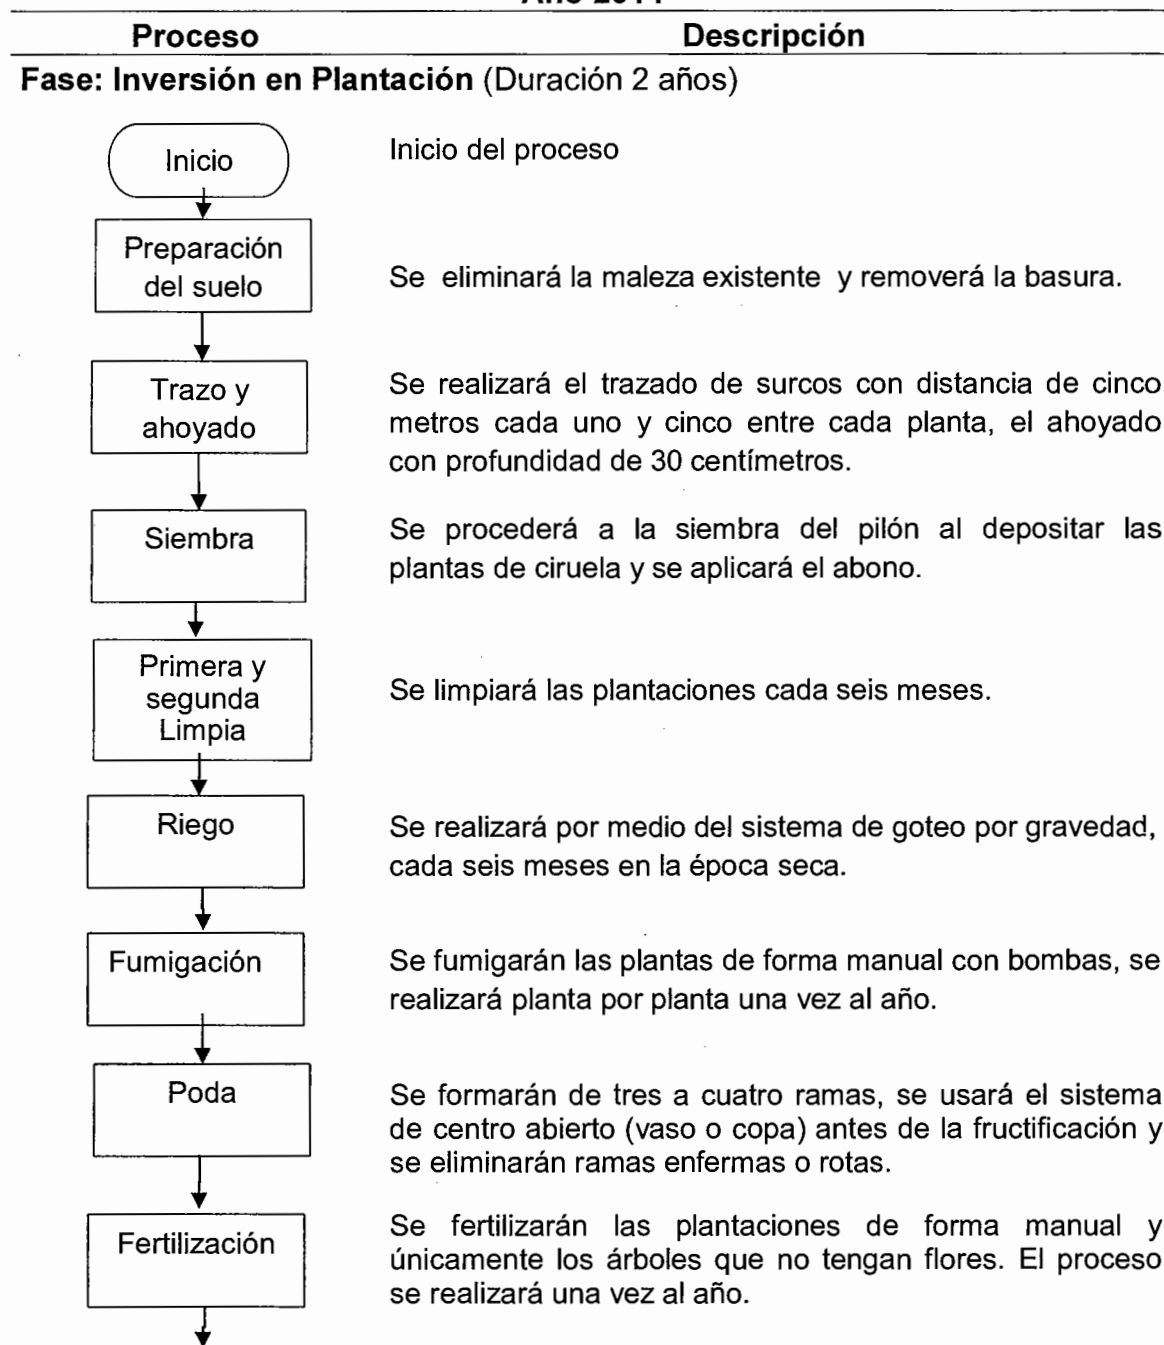 Proceso Descripción
Fase: Inversión en Plantación (Duración 2 años)
Inicio
Inicio del proceso
Preparación
del suelo
Se eliminará la maleza existente y removerá la basura.
Trazo y
ahoyado
Se realizará el trazado de surcos con distancia de cinco
metros cada uno y cinco entre cada planta, el ahoyado
con profundidad de 30 centímetros.
Siembra
Se procederá a la siembra del pilón al depositar las
plantas de ciruela y se aplicará el abono.
Primera y
segunda
Limpia
Se limpiará las plantaciones cada seis meses.
Riego
Se realizará por medio del sistema de goteo por gravedad,
cada seis meses en la época seca.
Fumigación
Se fumigarán las plantas de forma manual con bombas, se
realizará planta por planta una vez al año.
Poda
Se formarán de tres a cuatro ramas, se usará el sistema
de centro abierto (vaso o copa) antes de la fructificación y
se eliminarán ramas enfermas o rotas.
Fertilización
Se fertilizarán las plantaciones de forma manual y
únicamente los árboles que no tengan flores. El proceso
se realizará una vez al año.